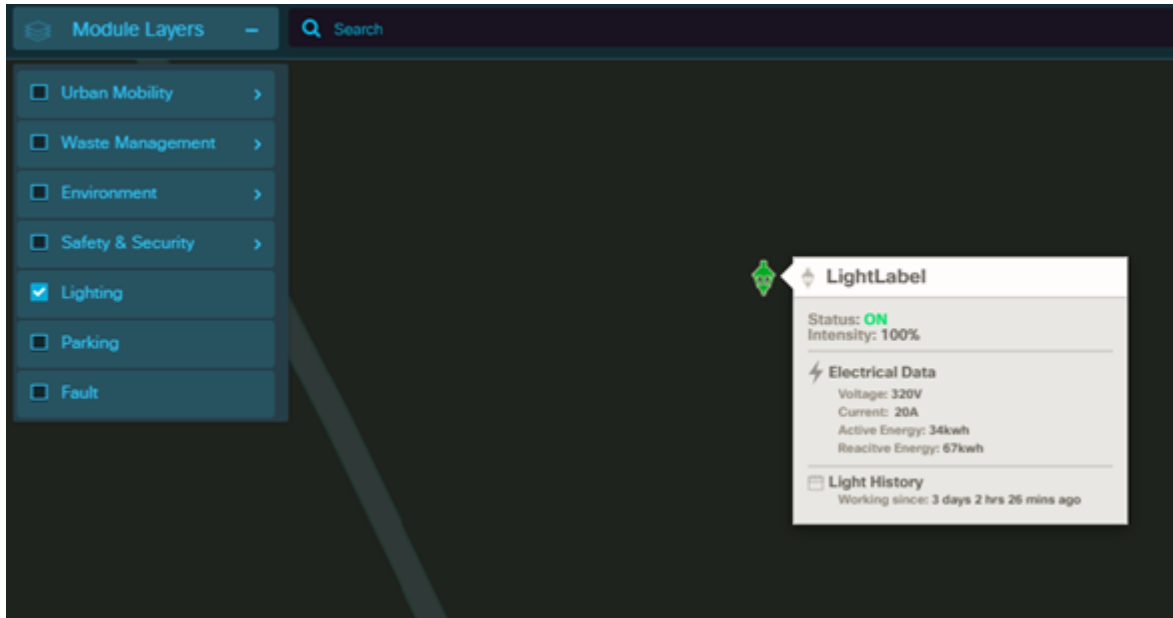 Module Layers
Search
Urban Mobility
Waste Management
Environment
Safety & Security
Lighting
Parking
Fault
LightLabel
Status: ON
Intensity: 100%
Electrical Data
Voltage: 320V
Current: 20A
Active Energy: 34kwh
Reacitve Energy: 67kwh
Light History
Working since: 3 days 2 hrs 26 mins ago